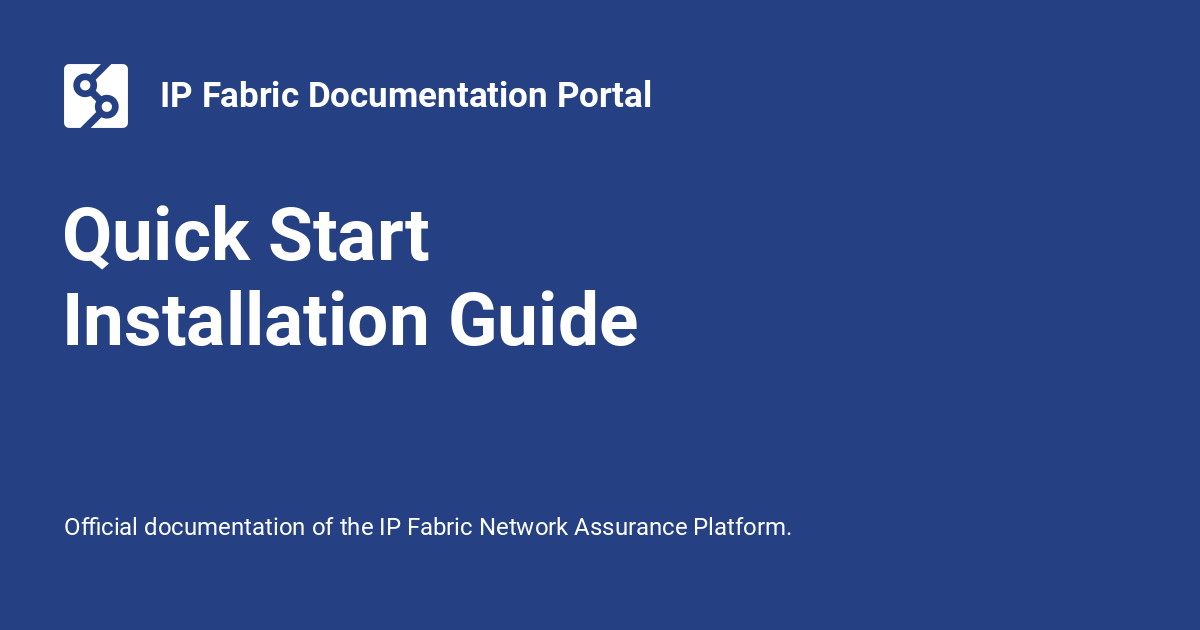 IP Fabric Documentation Portal
Quick Start
Installation Guide
Official documentation of the IP Fabric Network Assurance Platform.